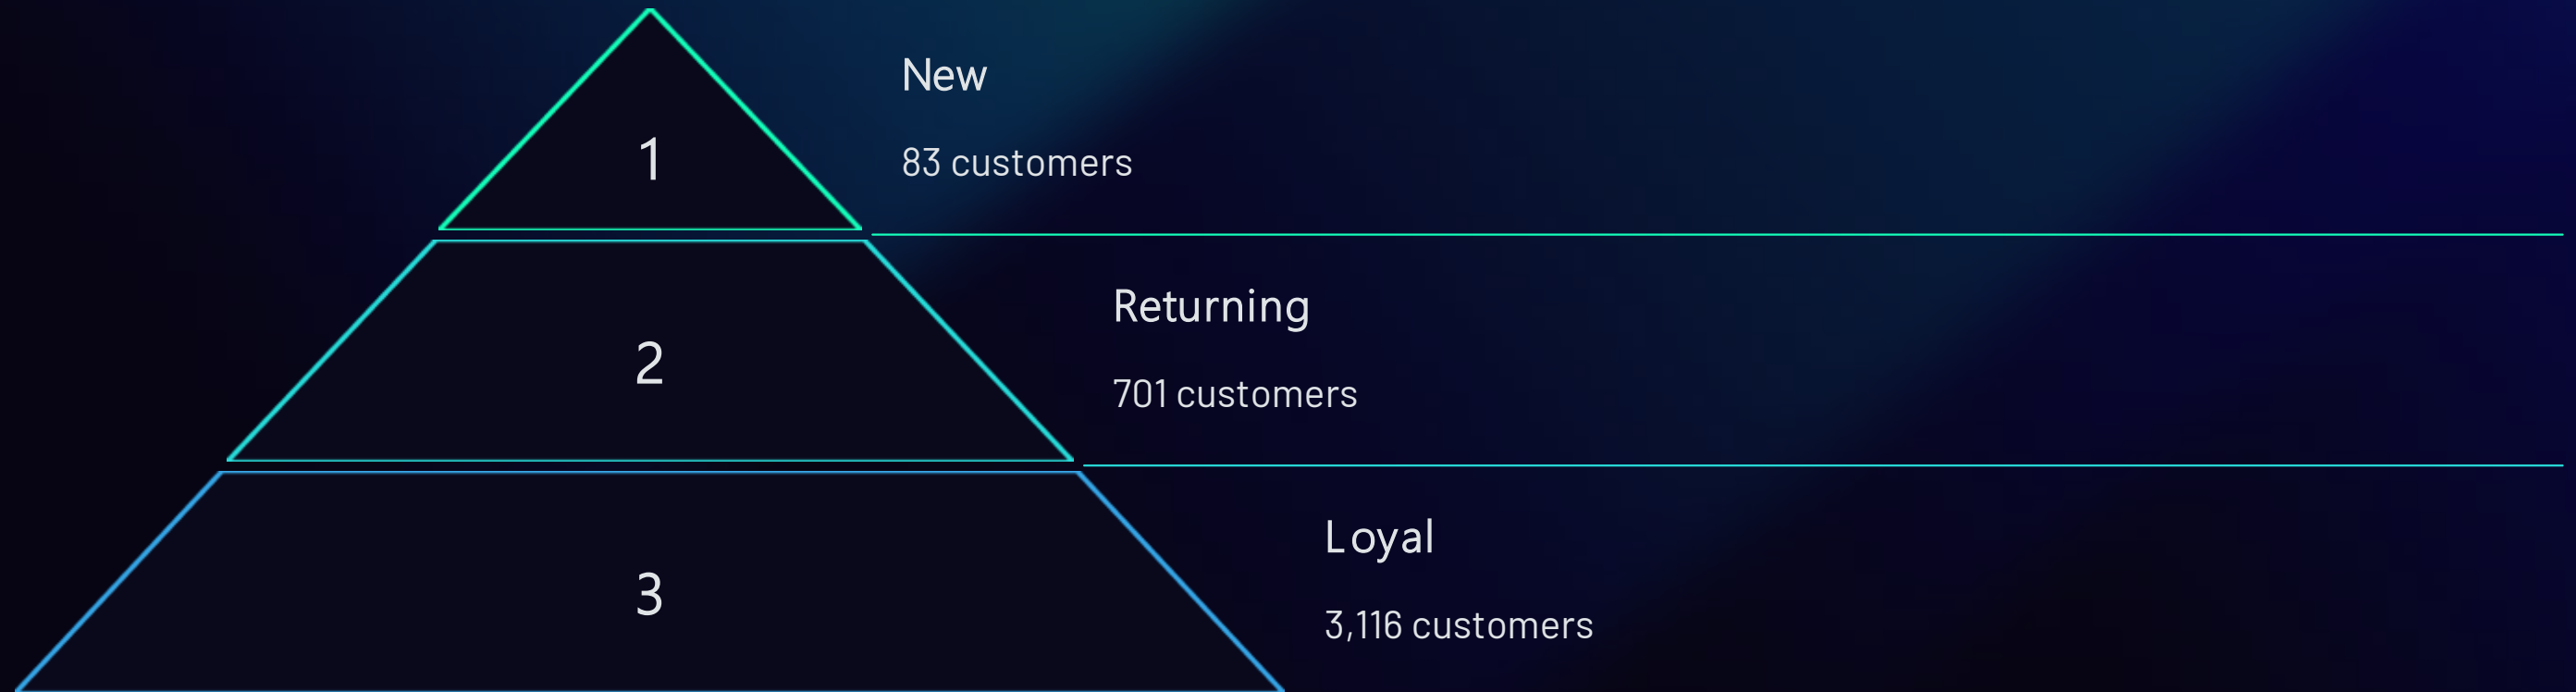 1
New
83 customers
2
Returning
701 customers
3
Loyal
3,116 customers